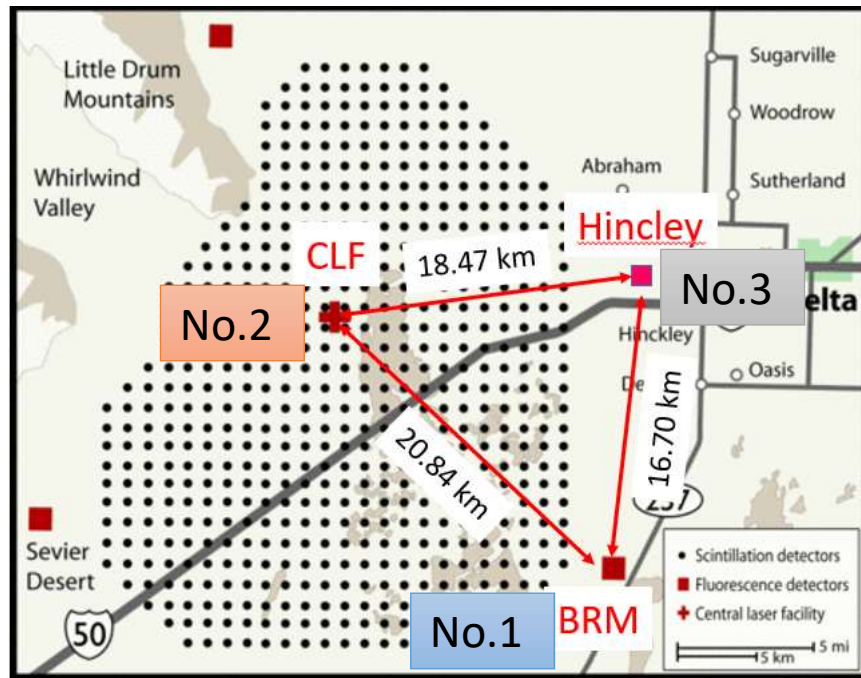 Little Drum
Mountains
Whirlwind
Valley
Sugarville
Woodrow
Sutherland
Abraham
Hincley
CLF
18.47 km
No.2
No.3
elta
Hinckley
De
Oasis
20.84 km
16.70 km
257
Sevier
Desert
50
No.1
BRM
Scintillation detectors
Fluorescence detectors
Central laser facility
5 mi
5 km